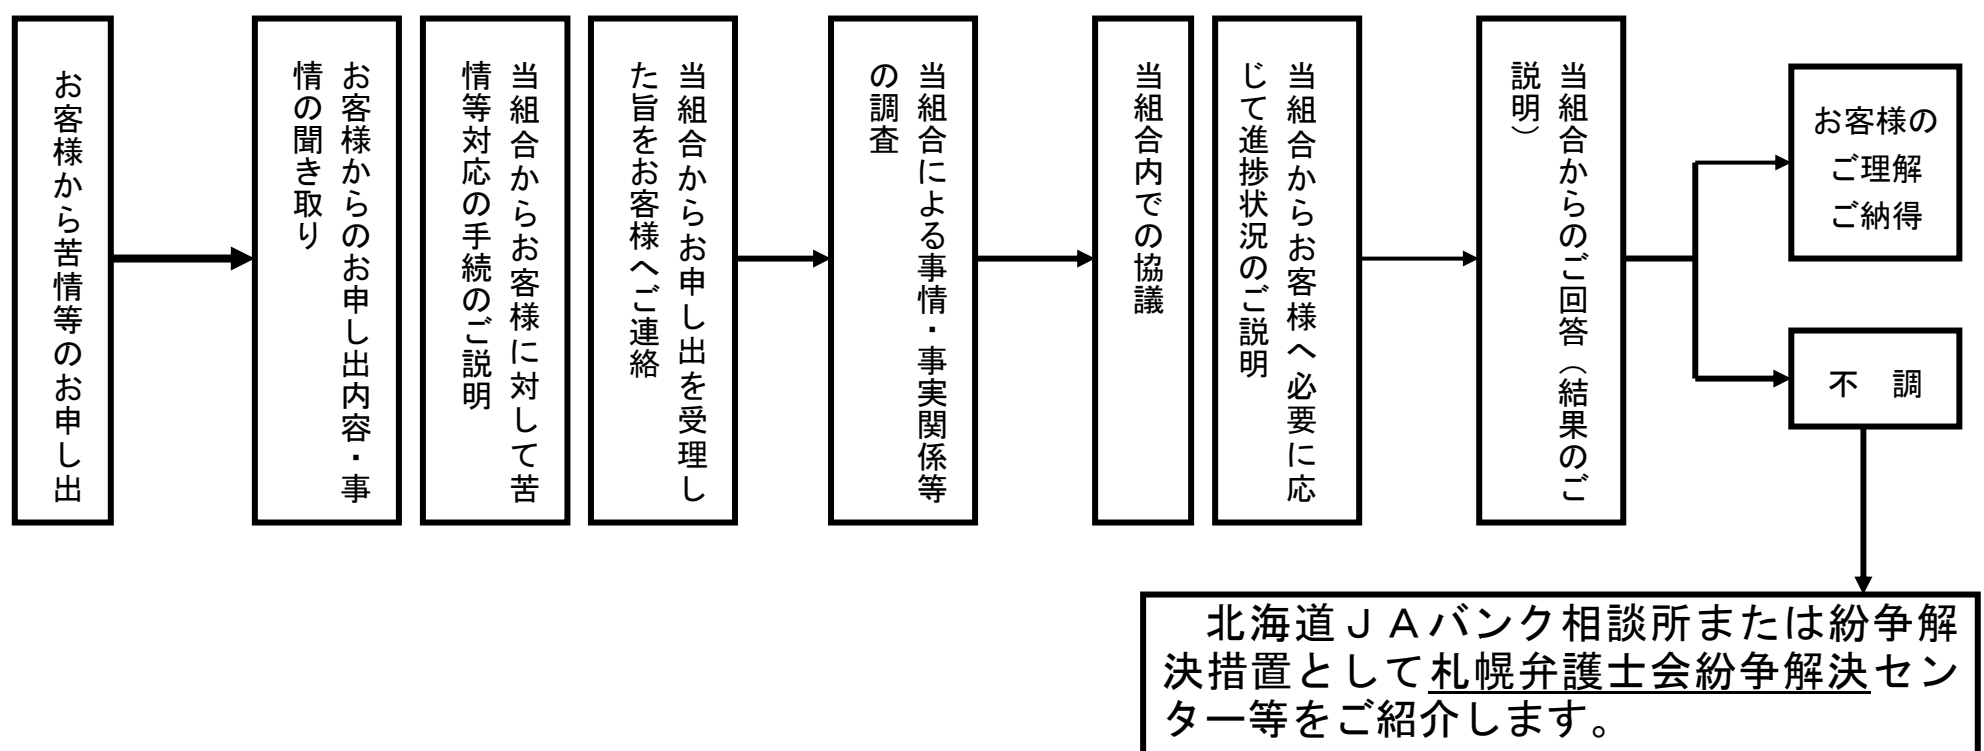 お客様から苦情等のお申し出
お客様からのお申し出内容・事
情の聞き取り
当組合からお客様に対して苦
情等対応の手続のご説明
当組合からお申し出を受理し
た旨をお客様へご連絡
当組合による事情・事実関係等
の調査
当組合内での協議
当組合からお客様へ必要に応
じて進捗状況のご説明
当組合からのご回答（結果のご
説明）
お客様の
ご理解
ご納得
不　調
　北海道ＪＡバンク相談所または紛争解
決措置として札幌弁護士会紛争解決セン
ター等をご紹介します。